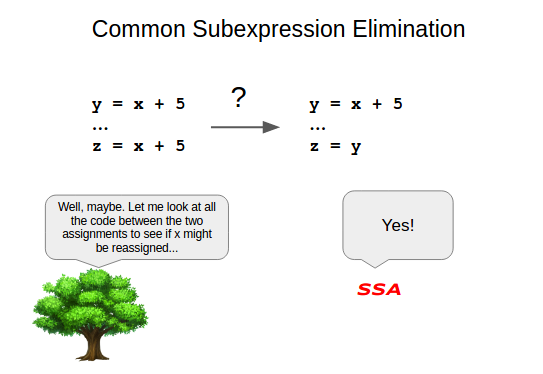 Common Subexpression Elimination
?
y = x + 5
...
z = x + 5
y = x + 5
...
z = y
Well, maybe. Let me look at all
the code between the two
assignments to see if x might
be reassigned...
Yes!
SSA